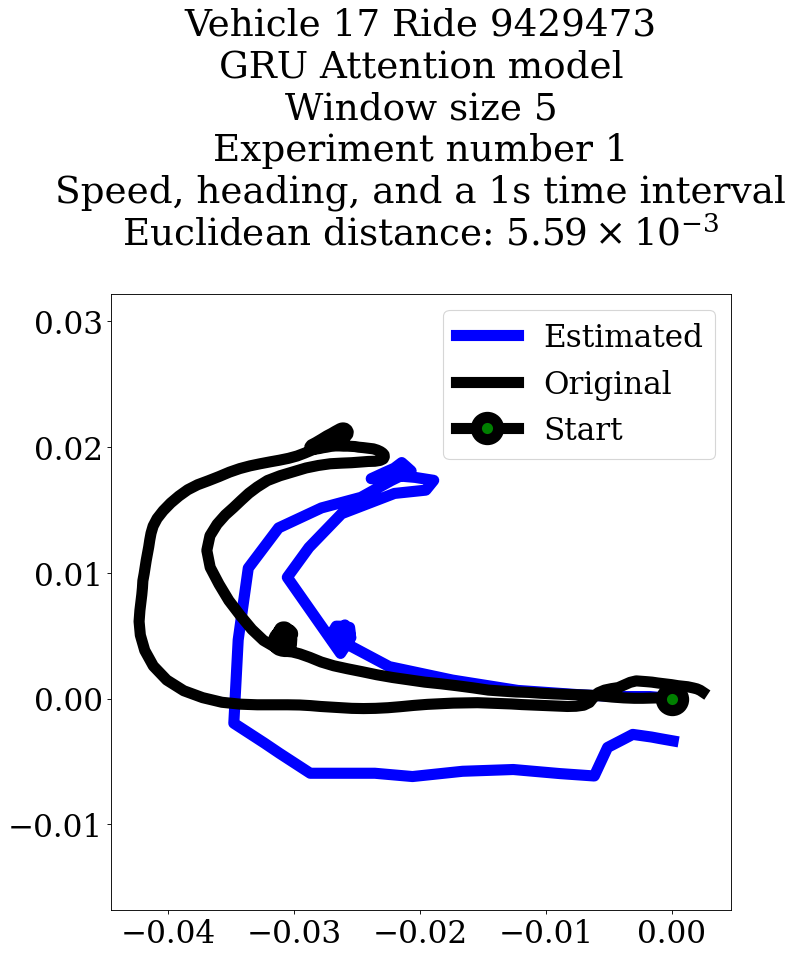 Vehicle 17 Ride 9429473
GRU Attention model
Window size 5
Experiment number 1
Speed, heading, and a 1s time interval
Euclidean distance: 5.59 × 10⁻³
Estimated
Original
Start
0.03
0.02
0.01
0.00
−0.01
−0.04 −0.03 −0.02 −0.01 0.00